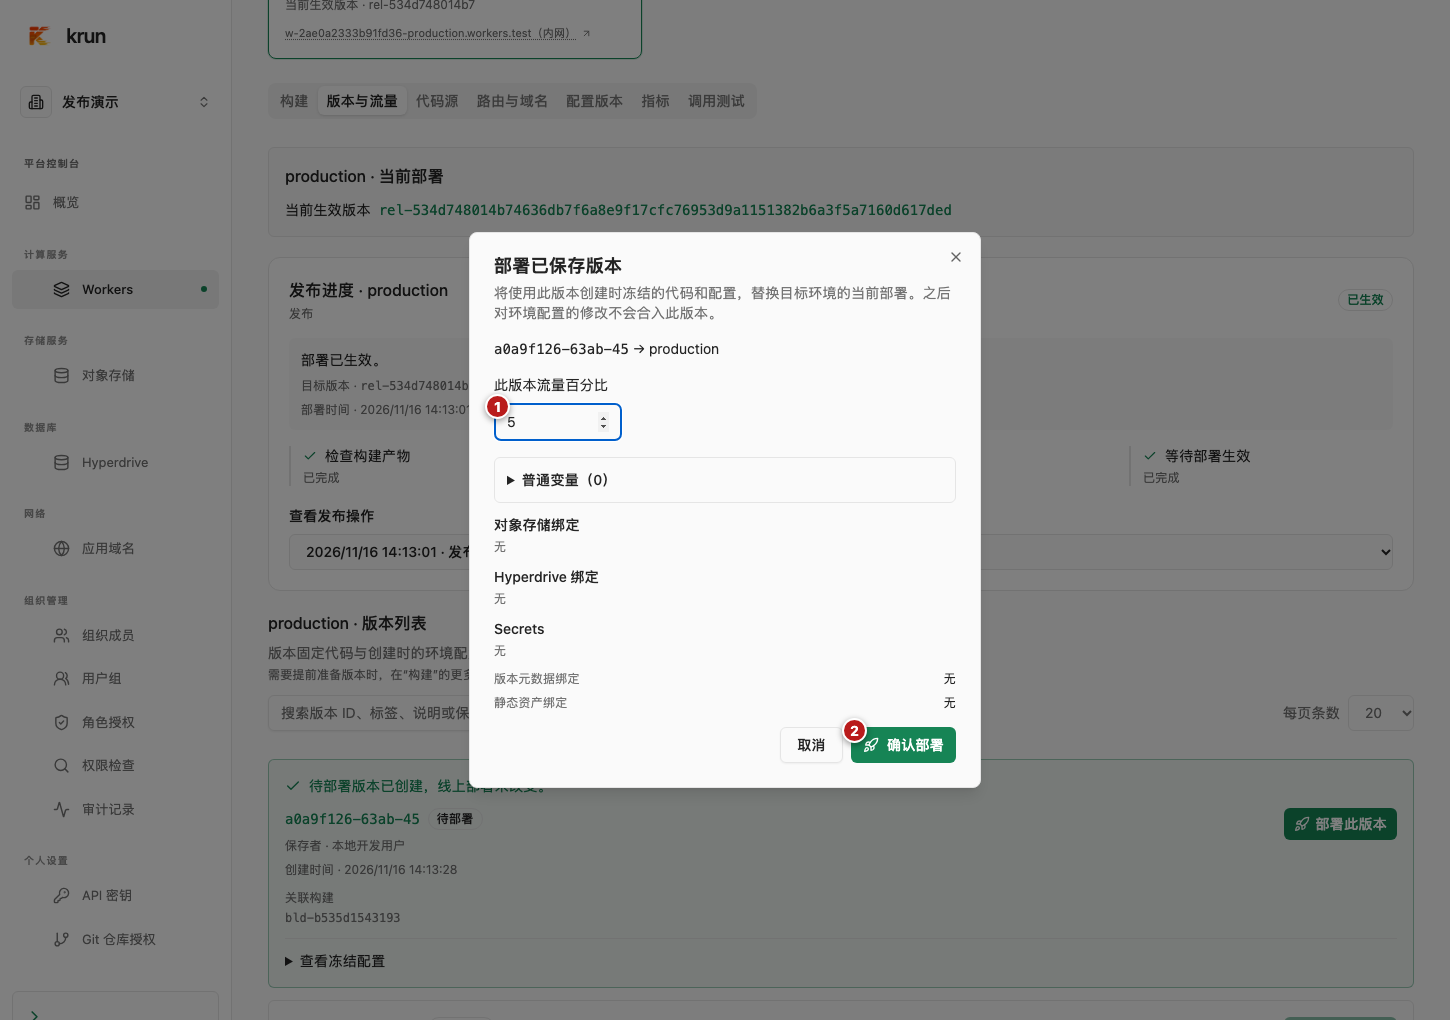 krun
发布演示
平台控制台
概览
计算服务
Workers
存储服务
对象存储
数据库
Hyperdrive
网络
应用域名
组织管理
组织成员
用户组
角色授权
权限检查
审计记录
个人设置
API 密钥
Git 仓库授权
当前生效版本 · rel-534d748014b7
w-2ae0a2333b91fd36-production.workers.test（内网）
构建 版本与流量 代码源 路由与域名 配置版本 指标 调用测试
production · 当前部署
当前生效版本 rel-534d748014b74636db7f6a8e9f17cfc76953d9a1151382b6a3f5a7160d617ded
发布进度 · production
发布
已生效
部署已生效。
目标版本 · rel-534d748014b
部署时间 · 2026/11/16 14:13:01
检查构建产物
已完成
等待部署生效
已完成
查看发布操作
2026/11/16 14:13:01 · 发布
production · 版本列表
版本固定代码与创建时的环境配
需要提前准备版本时，在“构建”的更多
搜索版本 ID、标签、说明或保
每页条数 20
待部署版本已创建，线上部署未改变。
a0a9f126-63ab-45 待部署
保存者 · 本地开发用户
创建时间 · 2026/11/16 14:13:28
关联构建
bld-b535d1543193
查看冻结配置
部署此版本
部署已保存版本
将使用此版本创建时冻结的代码和配置，替换目标环境的当前部署。之后
对环境配置的修改不会合入此版本。
a0a9f126-63ab-45 → production
此版本流量百分比
1
5
普通变量（0）
对象存储绑定
无
Hyperdrive 绑定
无
Secrets
无
版本元数据绑定 无
静态资产绑定 无
取消
2
确认部署